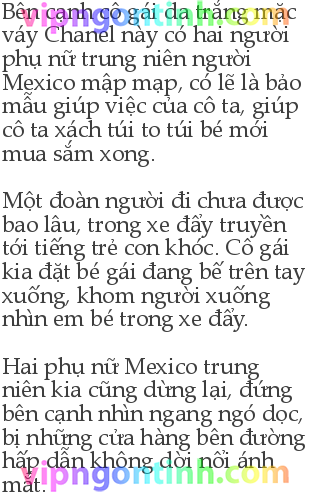 Bên cạnh cô gái da trắng mặc
váy Chanel này có hai người
phụ nữ trung niên người
Mexico mập mạp, có lẽ là bảo
mẫu giúp việc của cô ta, giúp
cô ta xách túi to túi bé mới
mua sắm xong.
Một đoàn người đi chưa được
bao lâu, trong xe đẩy truyền
tới tiếng trẻ con khóc. Cô gái
kia đặt bé gái đang bế trên tay
xuống, khom người xuống
nhìn em bé trong xe đẩy.
Hai phụ nữ Mexico trung
niên kia cũng dừng lại, đứng
bên cạnh nhìn ngang ngó dọc,
bị những cửa hàng bên đường
hấp dẫn không dời nổi ánh
mắt.
vipngontinh.com
vipngontinh.com